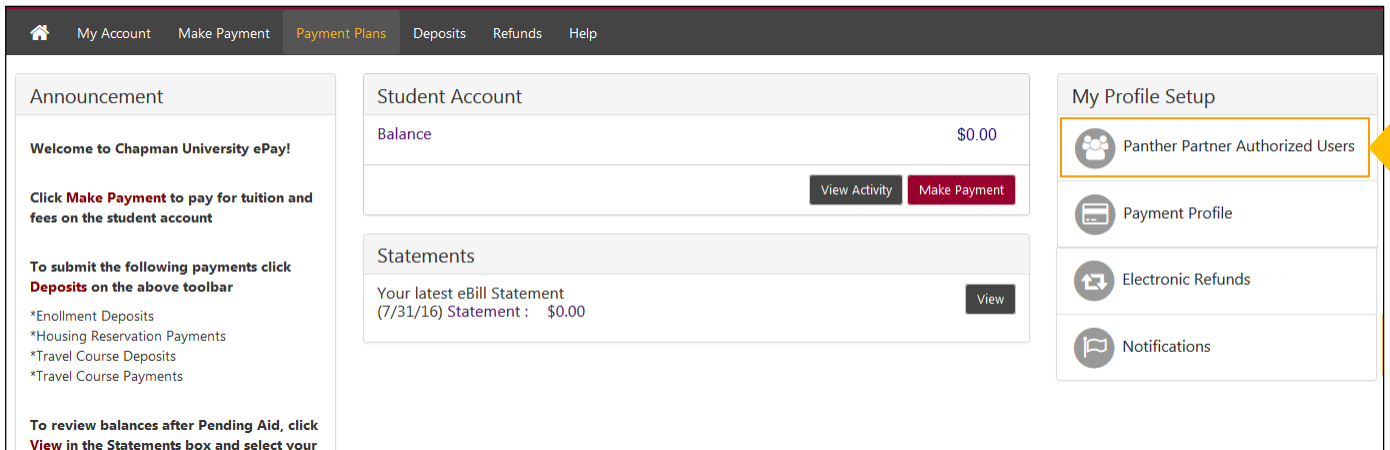 My Account Make Payment Payment Plans Deposits Refunds Help
Announcement
Welcome to Chapman University ePay!
Click Make Payment to pay for tuition and
fees on the student account
To submit the following payments click
Deposits on the above toolbar
*Enollment Deposits
*Housing Reservation Payments
*Travel Course Deposits
*Travel Course Payments
To review balances after Pending Aid, click
View in the Statements box and select your
Student Account
Balance $0.00
View Activity Make Payment
Statements
Your latest eBill Statement
(7/31/16) Statement : $0.00
View
My Profile Setup
Panther Partner Authorized Users
Payment Profile
Electronic Refunds
Notifications